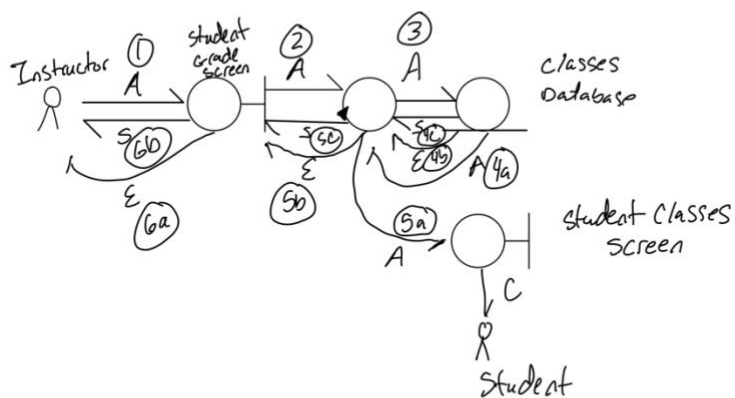 Instructor
1
A
Student
Grade
Screen
2
A
3
A
Classes
Database
S 6b
E
6a
S 5c
E
5b
S 4c
E 4b
A 4a
5a
A
Student Classes
Screen
C
Student